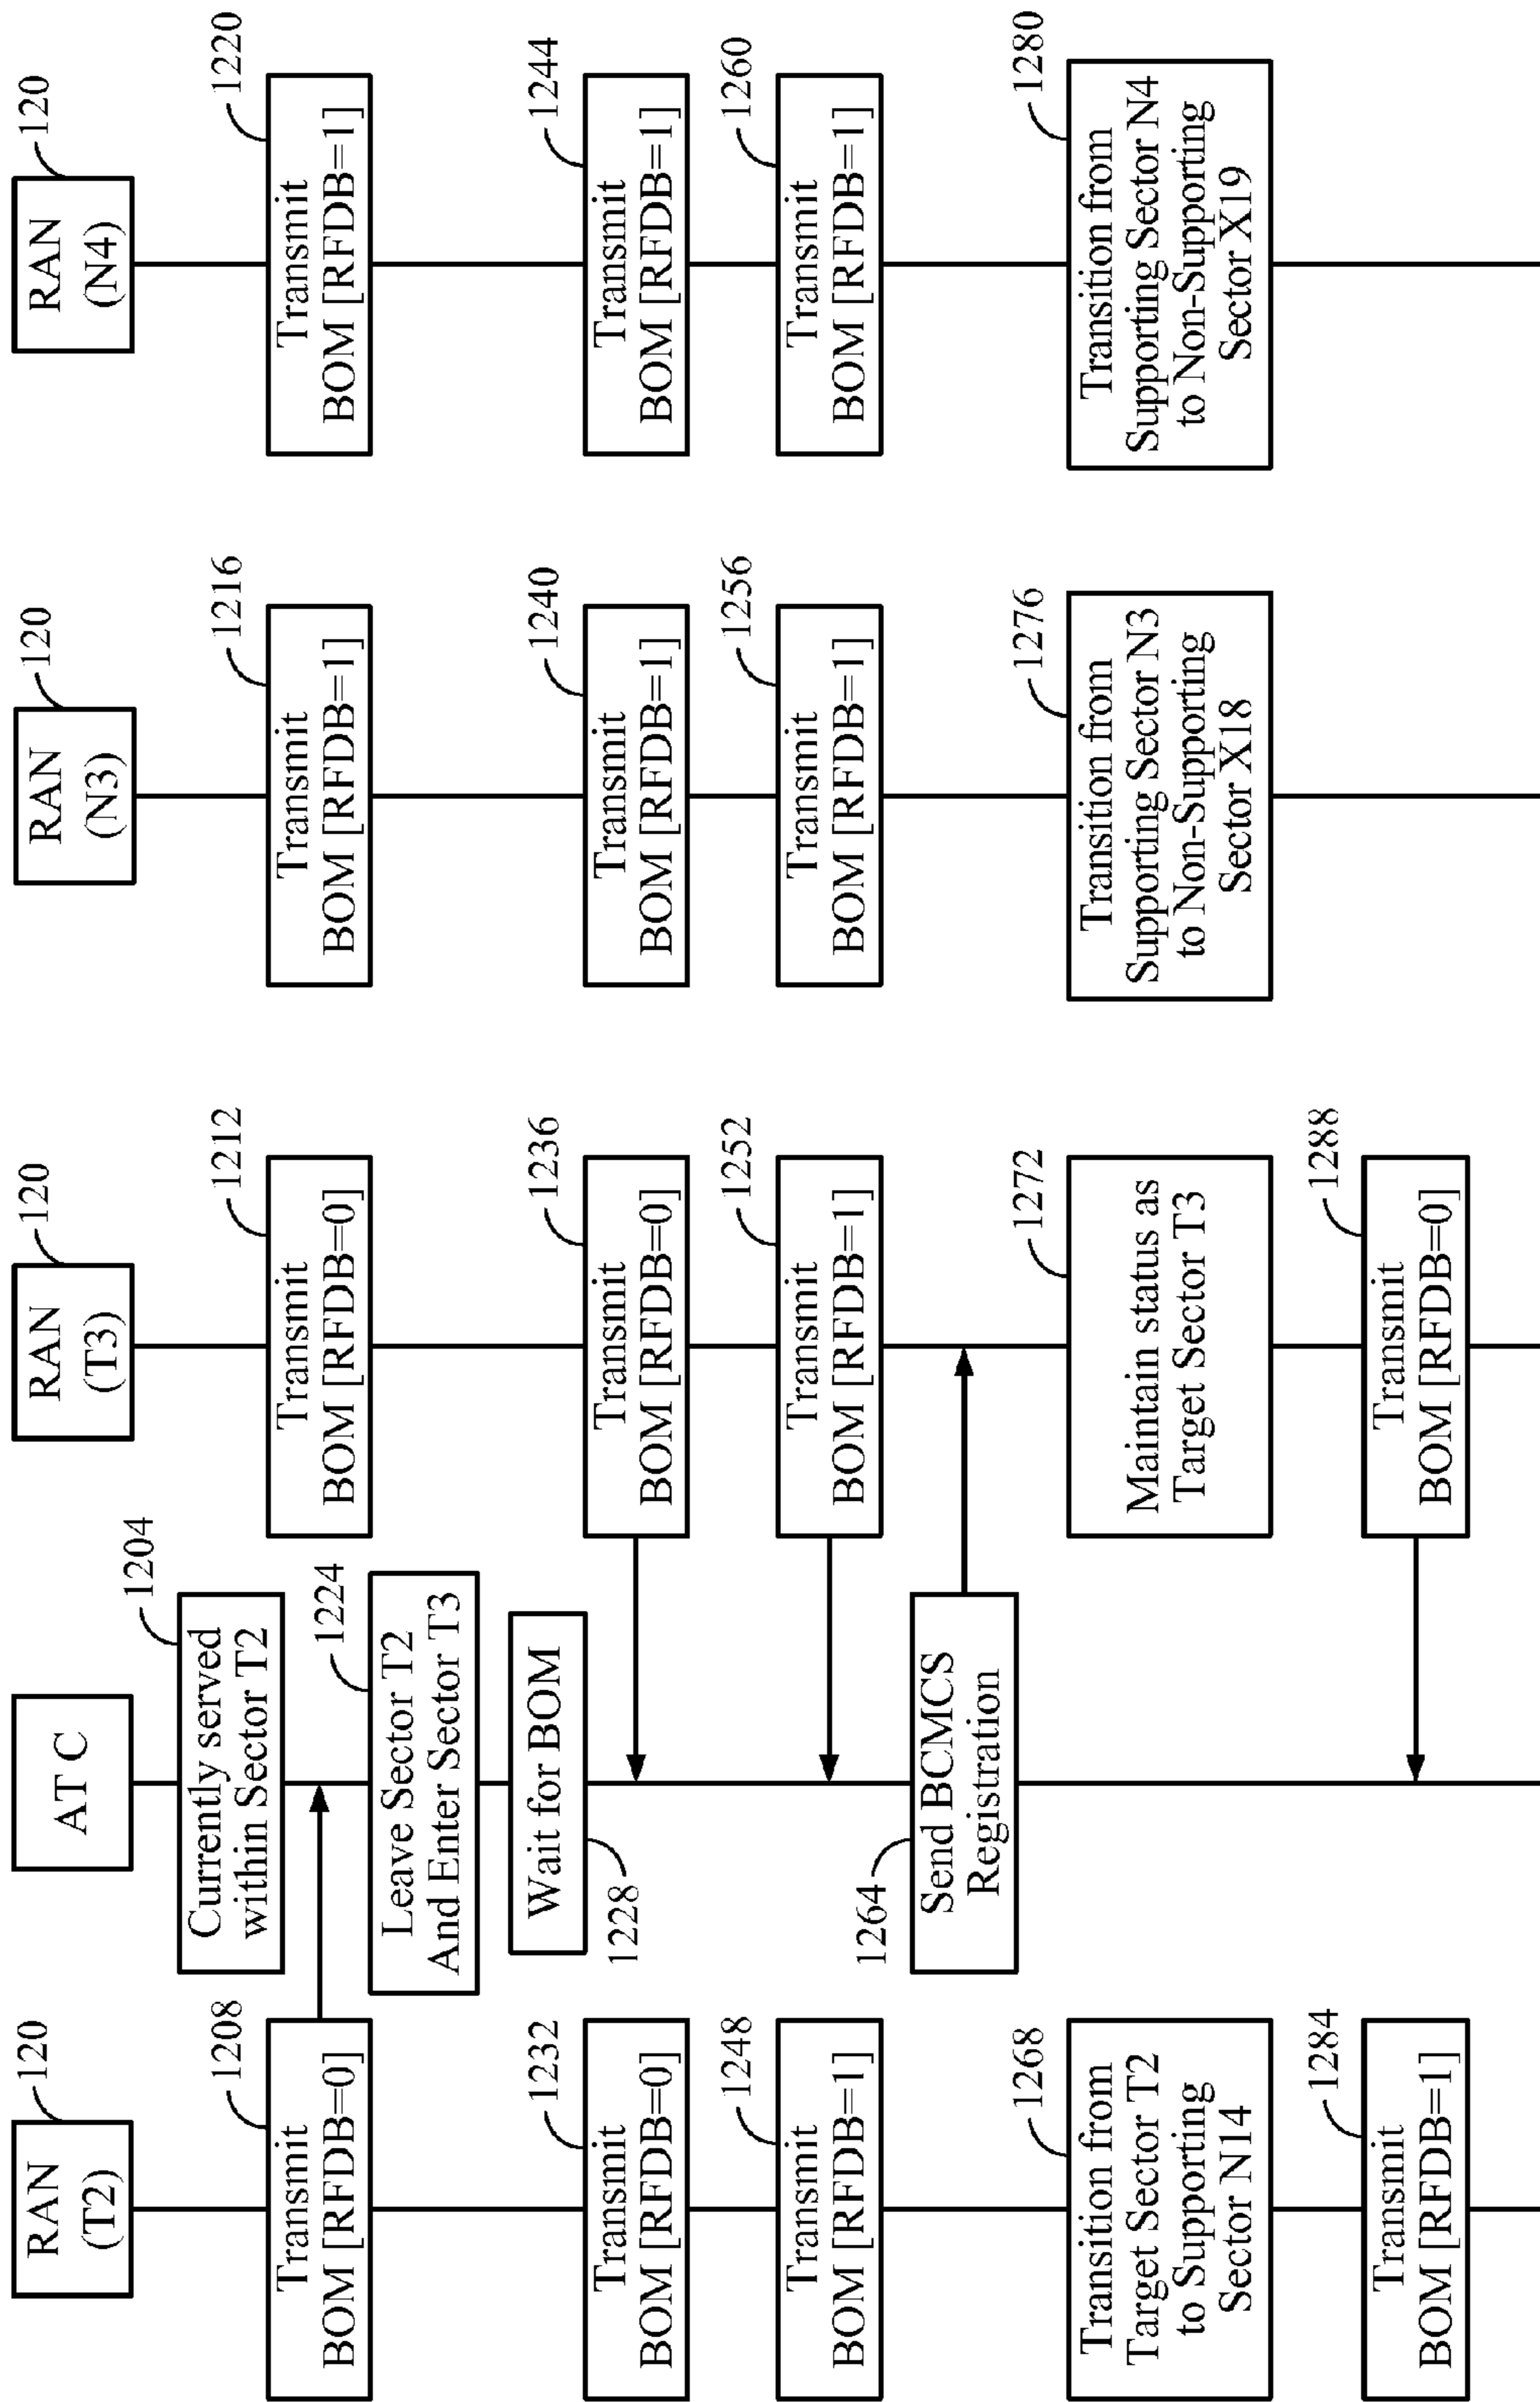 RAN
(T2)
120
AT C
RAN
(T3)
120
RAN
(N3)
120
RAN
(N4)
120
1204
Currently served
within Sector T2
1208
Transmit
BOM [RFDB=0]
1212
Transmit
BOM [RFDB=0]
1216
Transmit
BOM [RFDB=1]
1220
Transmit
BOM [RFDB=1]
1224
Leave Sector T2
And Enter Sector T3
Wait for BOM
1228
1232
Transmit
BOM [RFDB=0]
1236
Transmit
BOM [RFDB=0]
1240
Transmit
BOM [RFDB=1]
1244
Transmit
BOM [RFDB=1]
1248
Transmit
BOM [RFDB=1]
1252
Transmit
BOM [RFDB=1]
1256
Transmit
BOM [RFDB=1]
1260
Transmit
BOM [RFDB=1]
1264
Send BCMCS
Registration
1268
Transition from
Target Sector T2
to Supporting
Sector N14
1272
Maintain status as
Target Sector T3
1276
Transition from
Supporting Sector N3
to Non-Supporting
Sector X18
1280
Transition from
Supporting Sector N4
to Non-Supporting
Sector X19
1284
Transmit
BOM [RFDB=1]
1288
Transmit
BOM [RFDB=0]